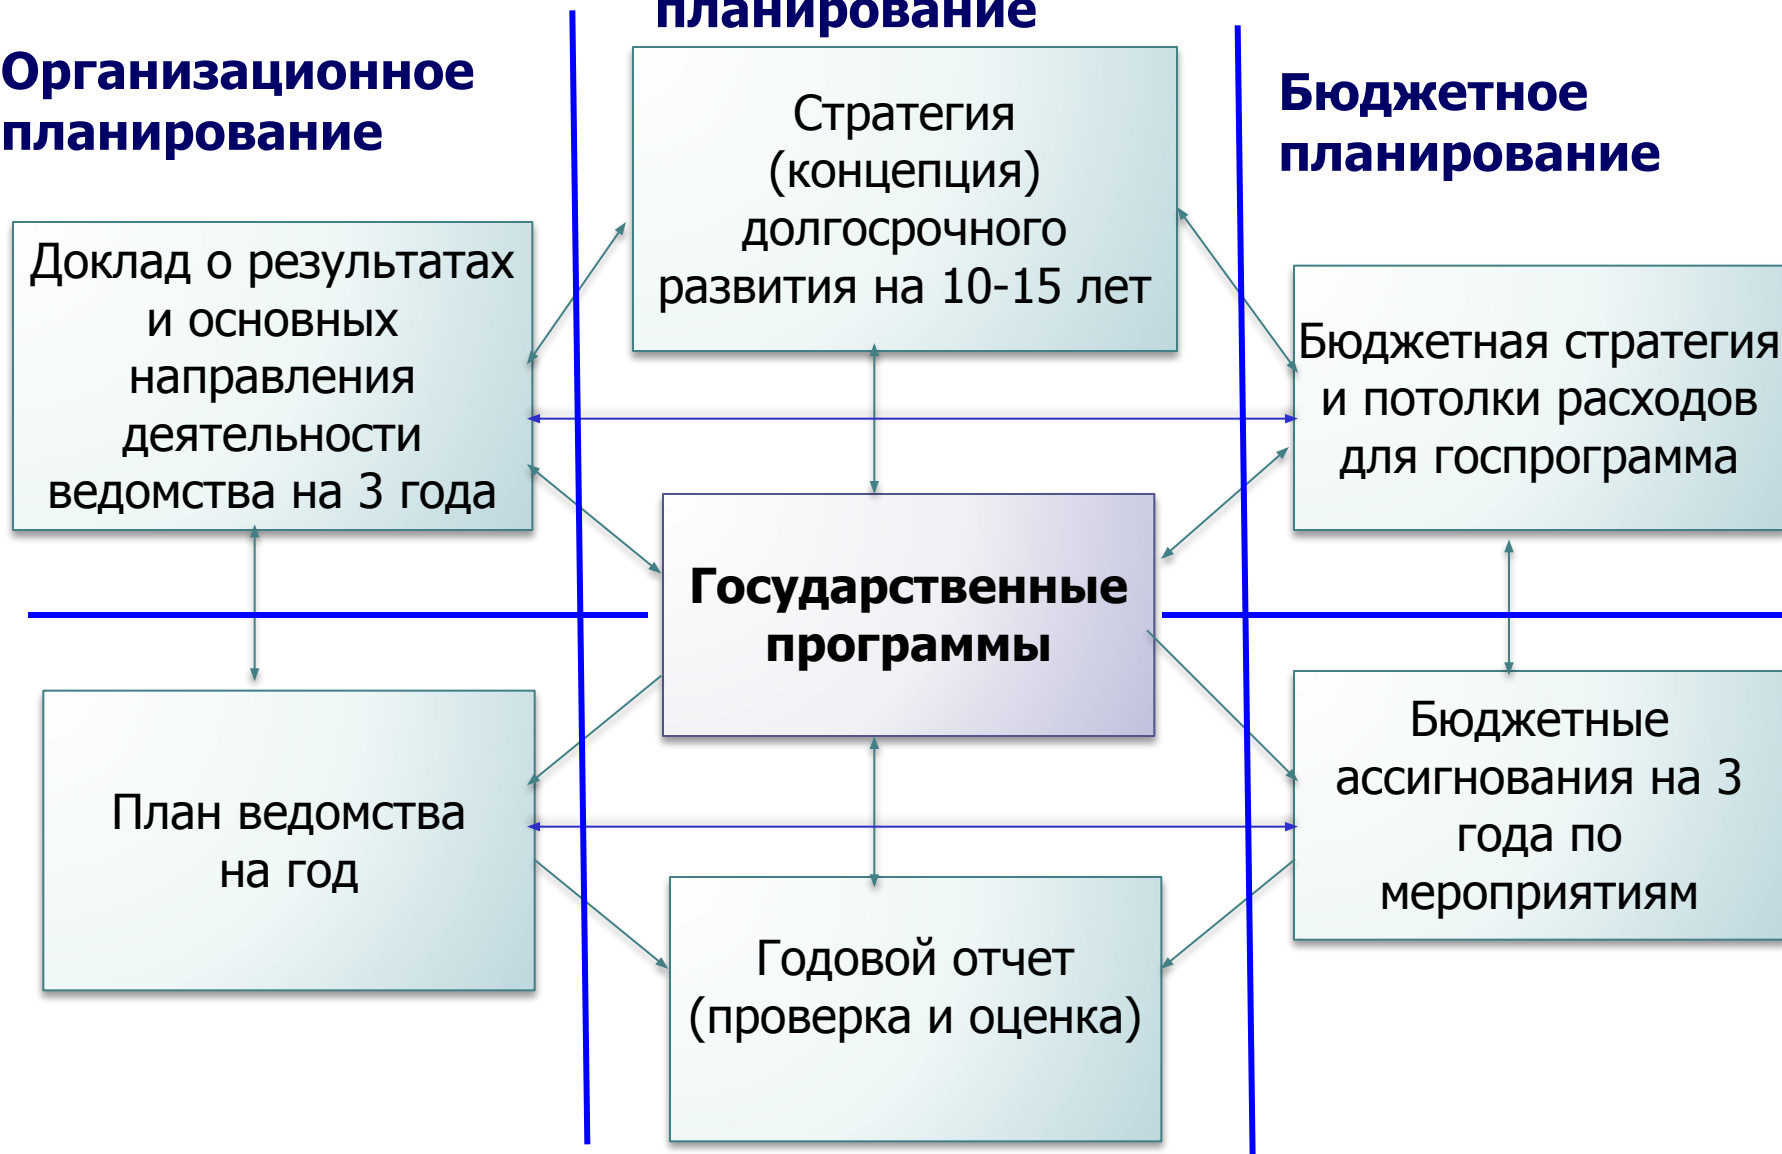 планирование
Организационное
планирование
Бюджетное
планирование
Стратегия
(концепция)
долгосрочного
развития на 10-15 лет
Доклад о результатах
и основных
направления
деятельности
ведомства на 3 года
Бюджетная стратегия
и потолки расходов
для госпрограмма
Государственные
программы
План ведомства
на год
Бюджетные
ассигнования на 3
года по
мероприятиям
Годовой отчет
(проверка и оценка)